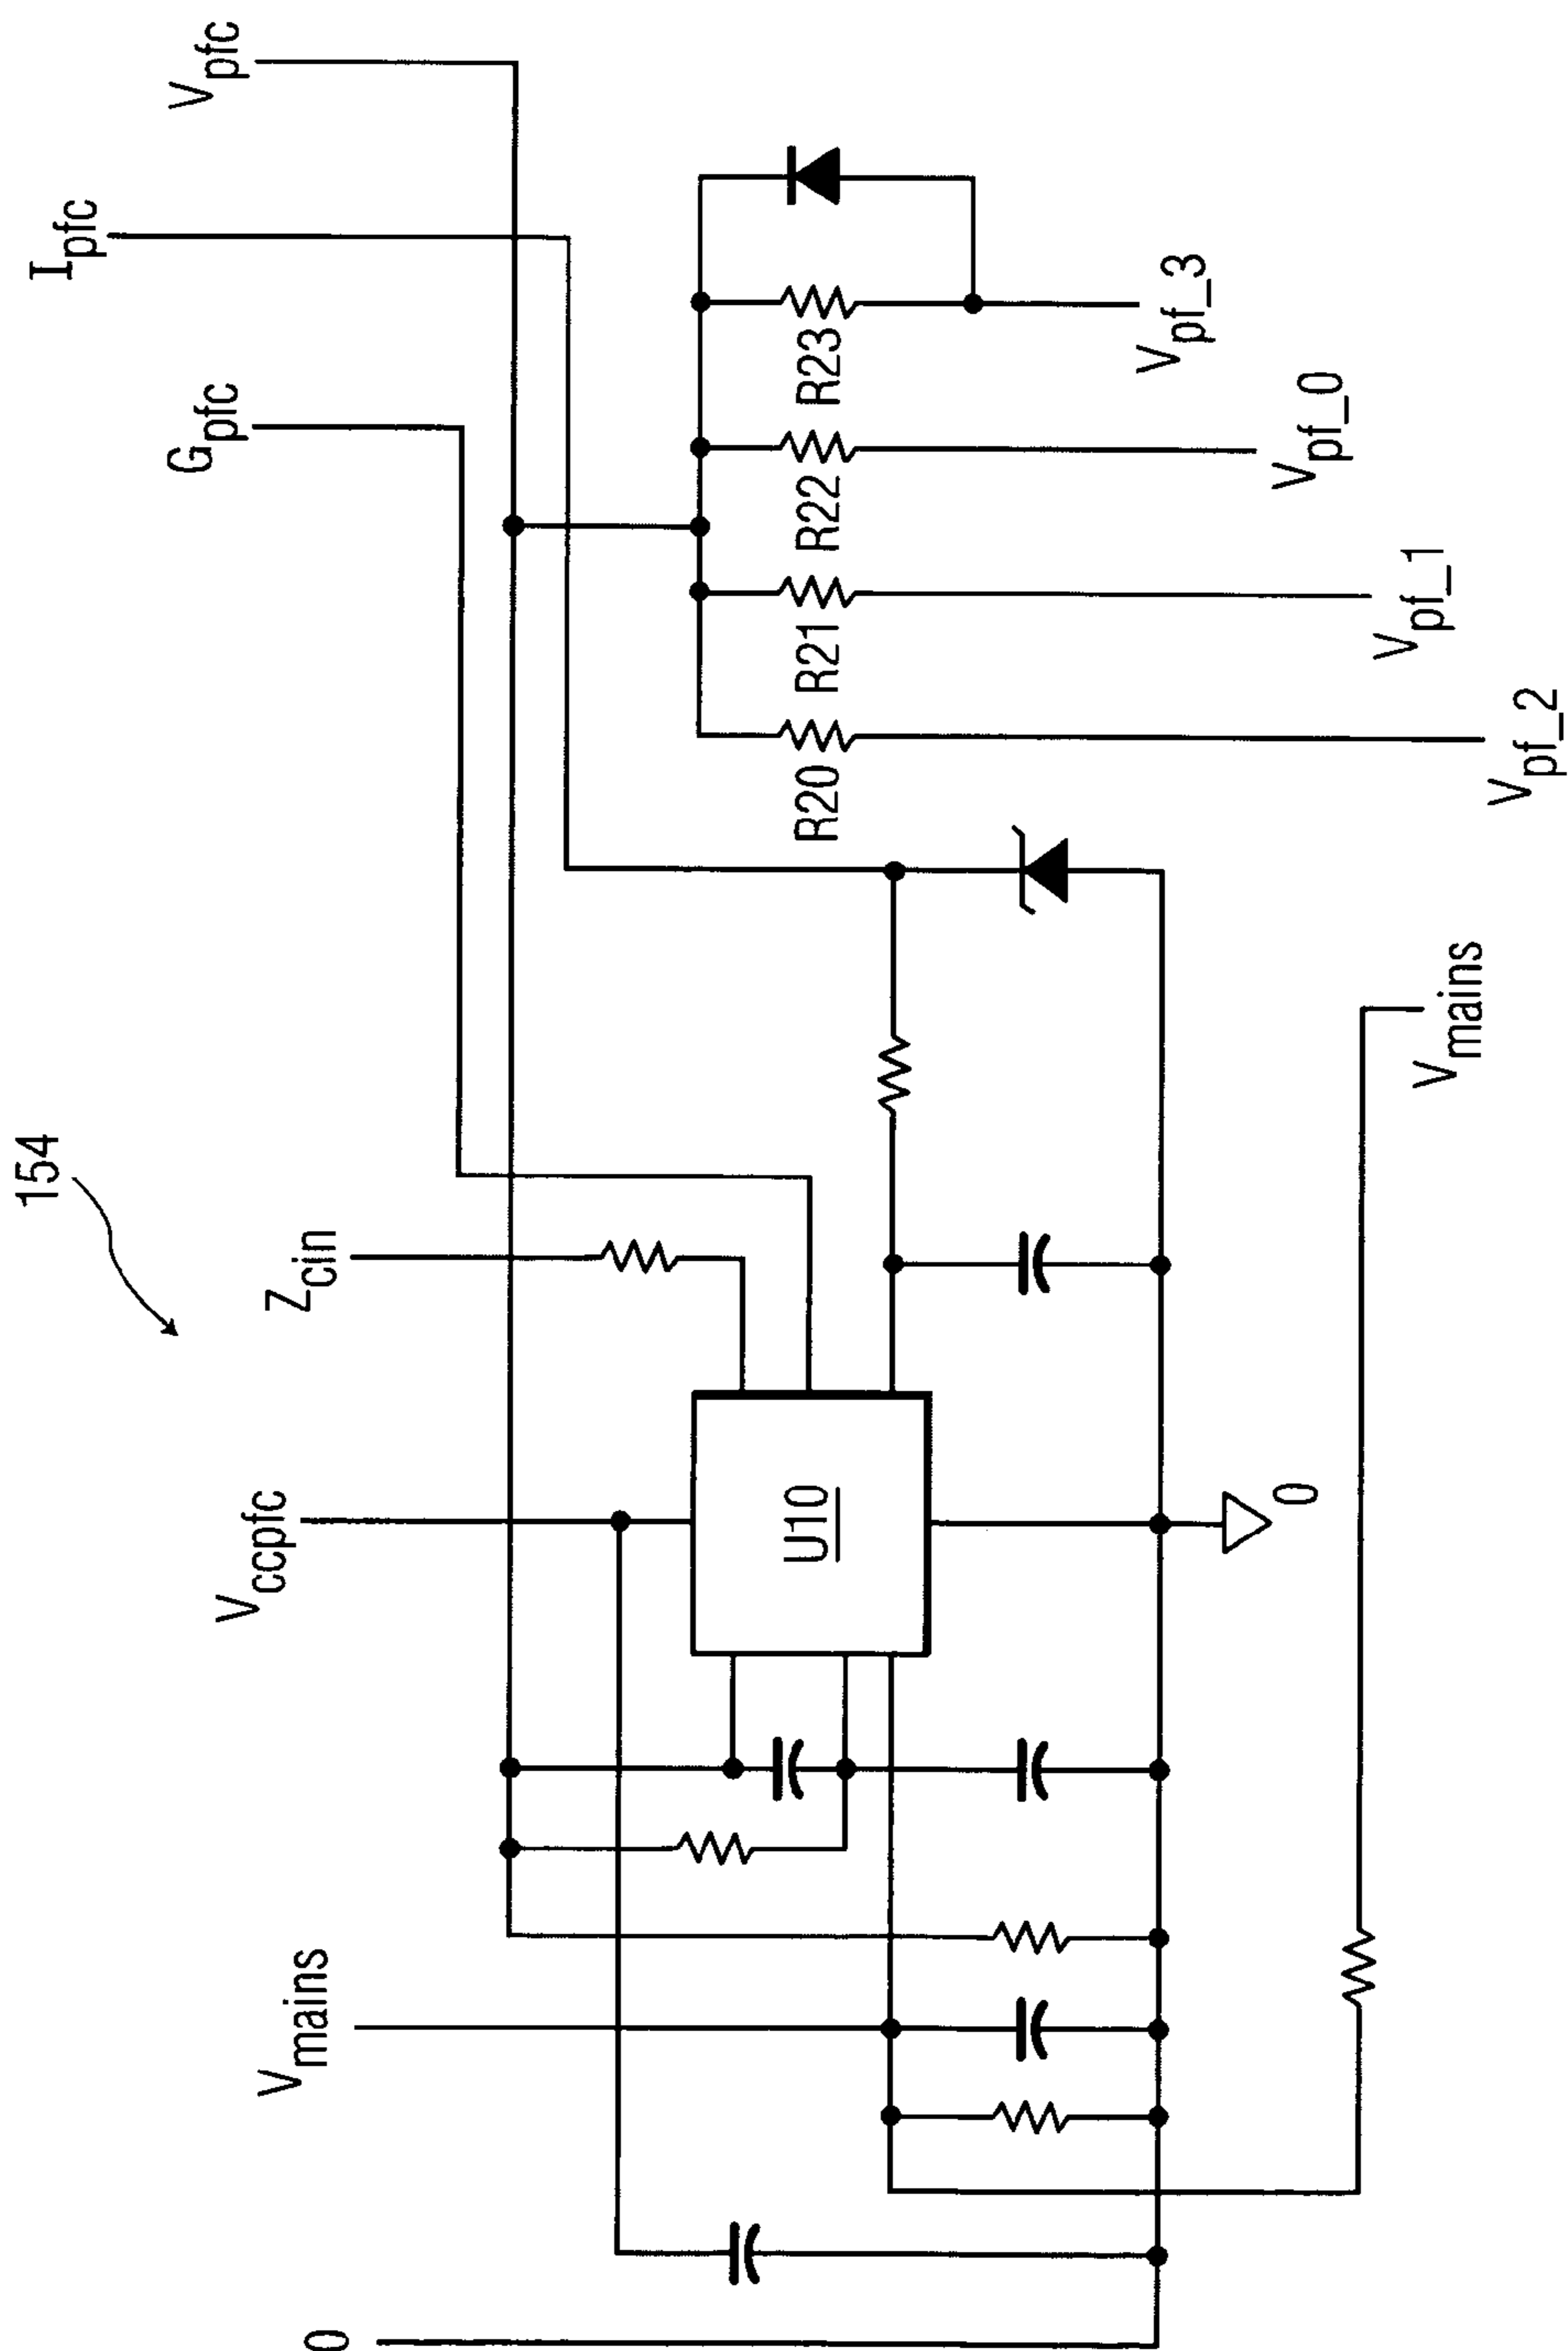 154
0
V_mains
V_ccpfc
Z_cin
G_pfc
I_pfc
V_pfc
U10
R20
R21
R22
R23
V_pf_3
V_pf_0
V_pf_1
V_pf_2
0
V_mains